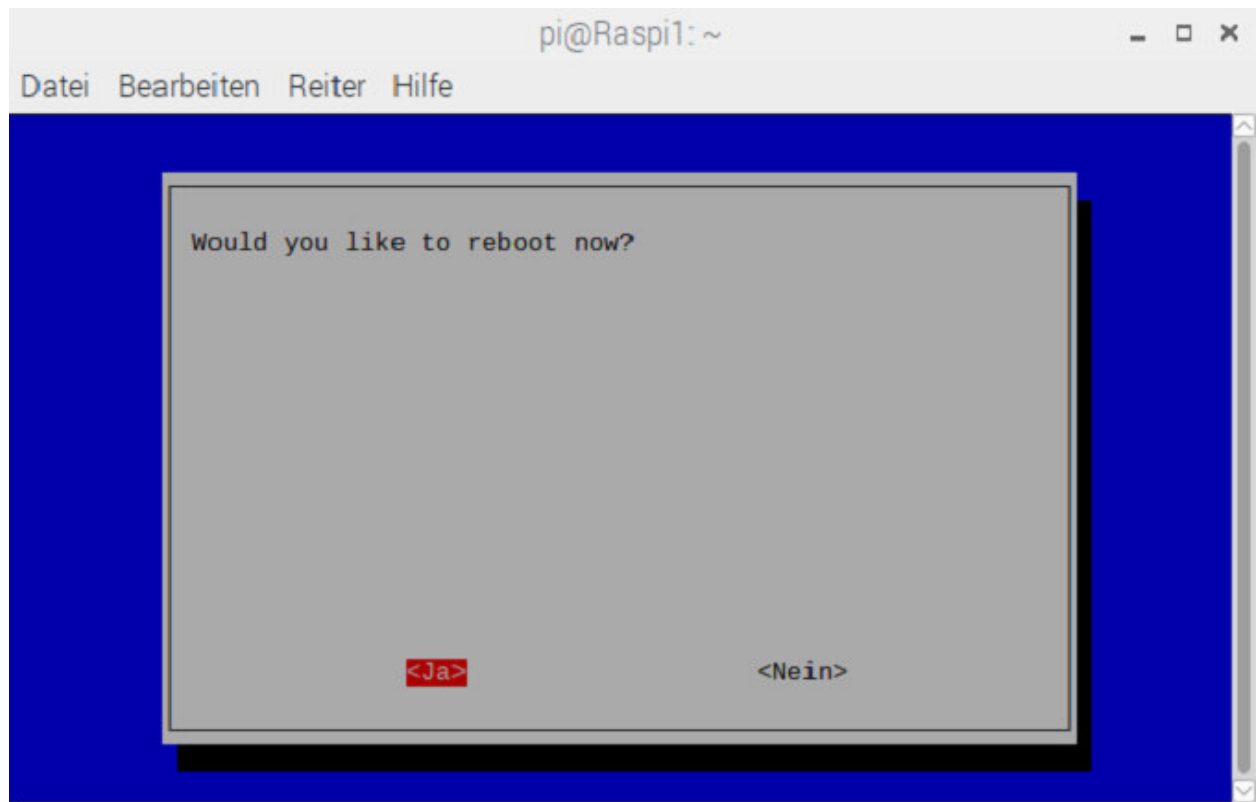 pi@Raspi1: ~
Datei Bearbeiten Reiter Hilfe
Would you like to reboot now?
<Ja> <Nein>